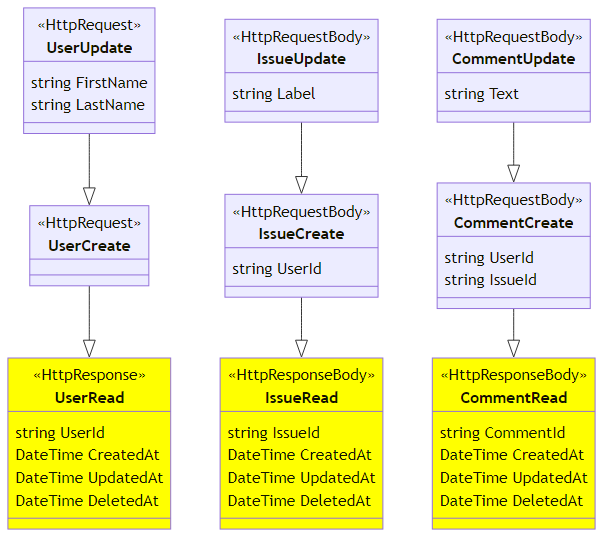 «HttpRequest»
UserUpdate
string FirstName
string LastName
«HttpRequest»
UserCreate
«HttpResponse»
UserRead
string UserId
DateTime CreatedAt
DateTime UpdatedAt
DateTime DeletedAt
«HttpRequestBody»
IssueUpdate
string Label
«HttpRequestBody»
IssueCreate
string UserId
«HttpResponseBody»
IssueRead
string IssueId
DateTime CreatedAt
DateTime UpdatedAt
DateTime DeletedAt
«HttpRequestBody»
CommentUpdate
string Text
«HttpRequestBody»
CommentCreate
string UserId
string IssueId
«HttpResponseBody»
CommentRead
string CommentId
DateTime CreatedAt
DateTime UpdatedAt
DateTime DeletedAt